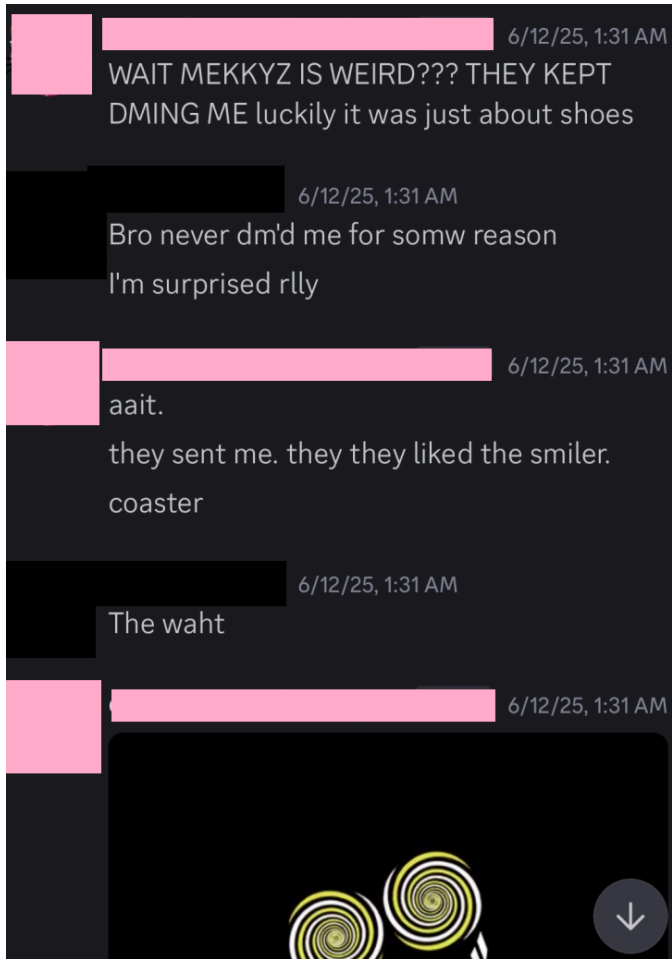 6/12/25, 1:31 AM
WAIT MEKKYZ IS WEIRD??? THEY KEPT
DMING ME luckily it was just about shoes
6/12/25, 1:31 AM
Bro never dm'd me for somw reason
I'm surprised rlly
6/12/25, 1:31 AM
aait.
they sent me. they they liked the smiler.
coaster
6/12/25, 1:31 AM
The waht
6/12/25, 1:31 AM